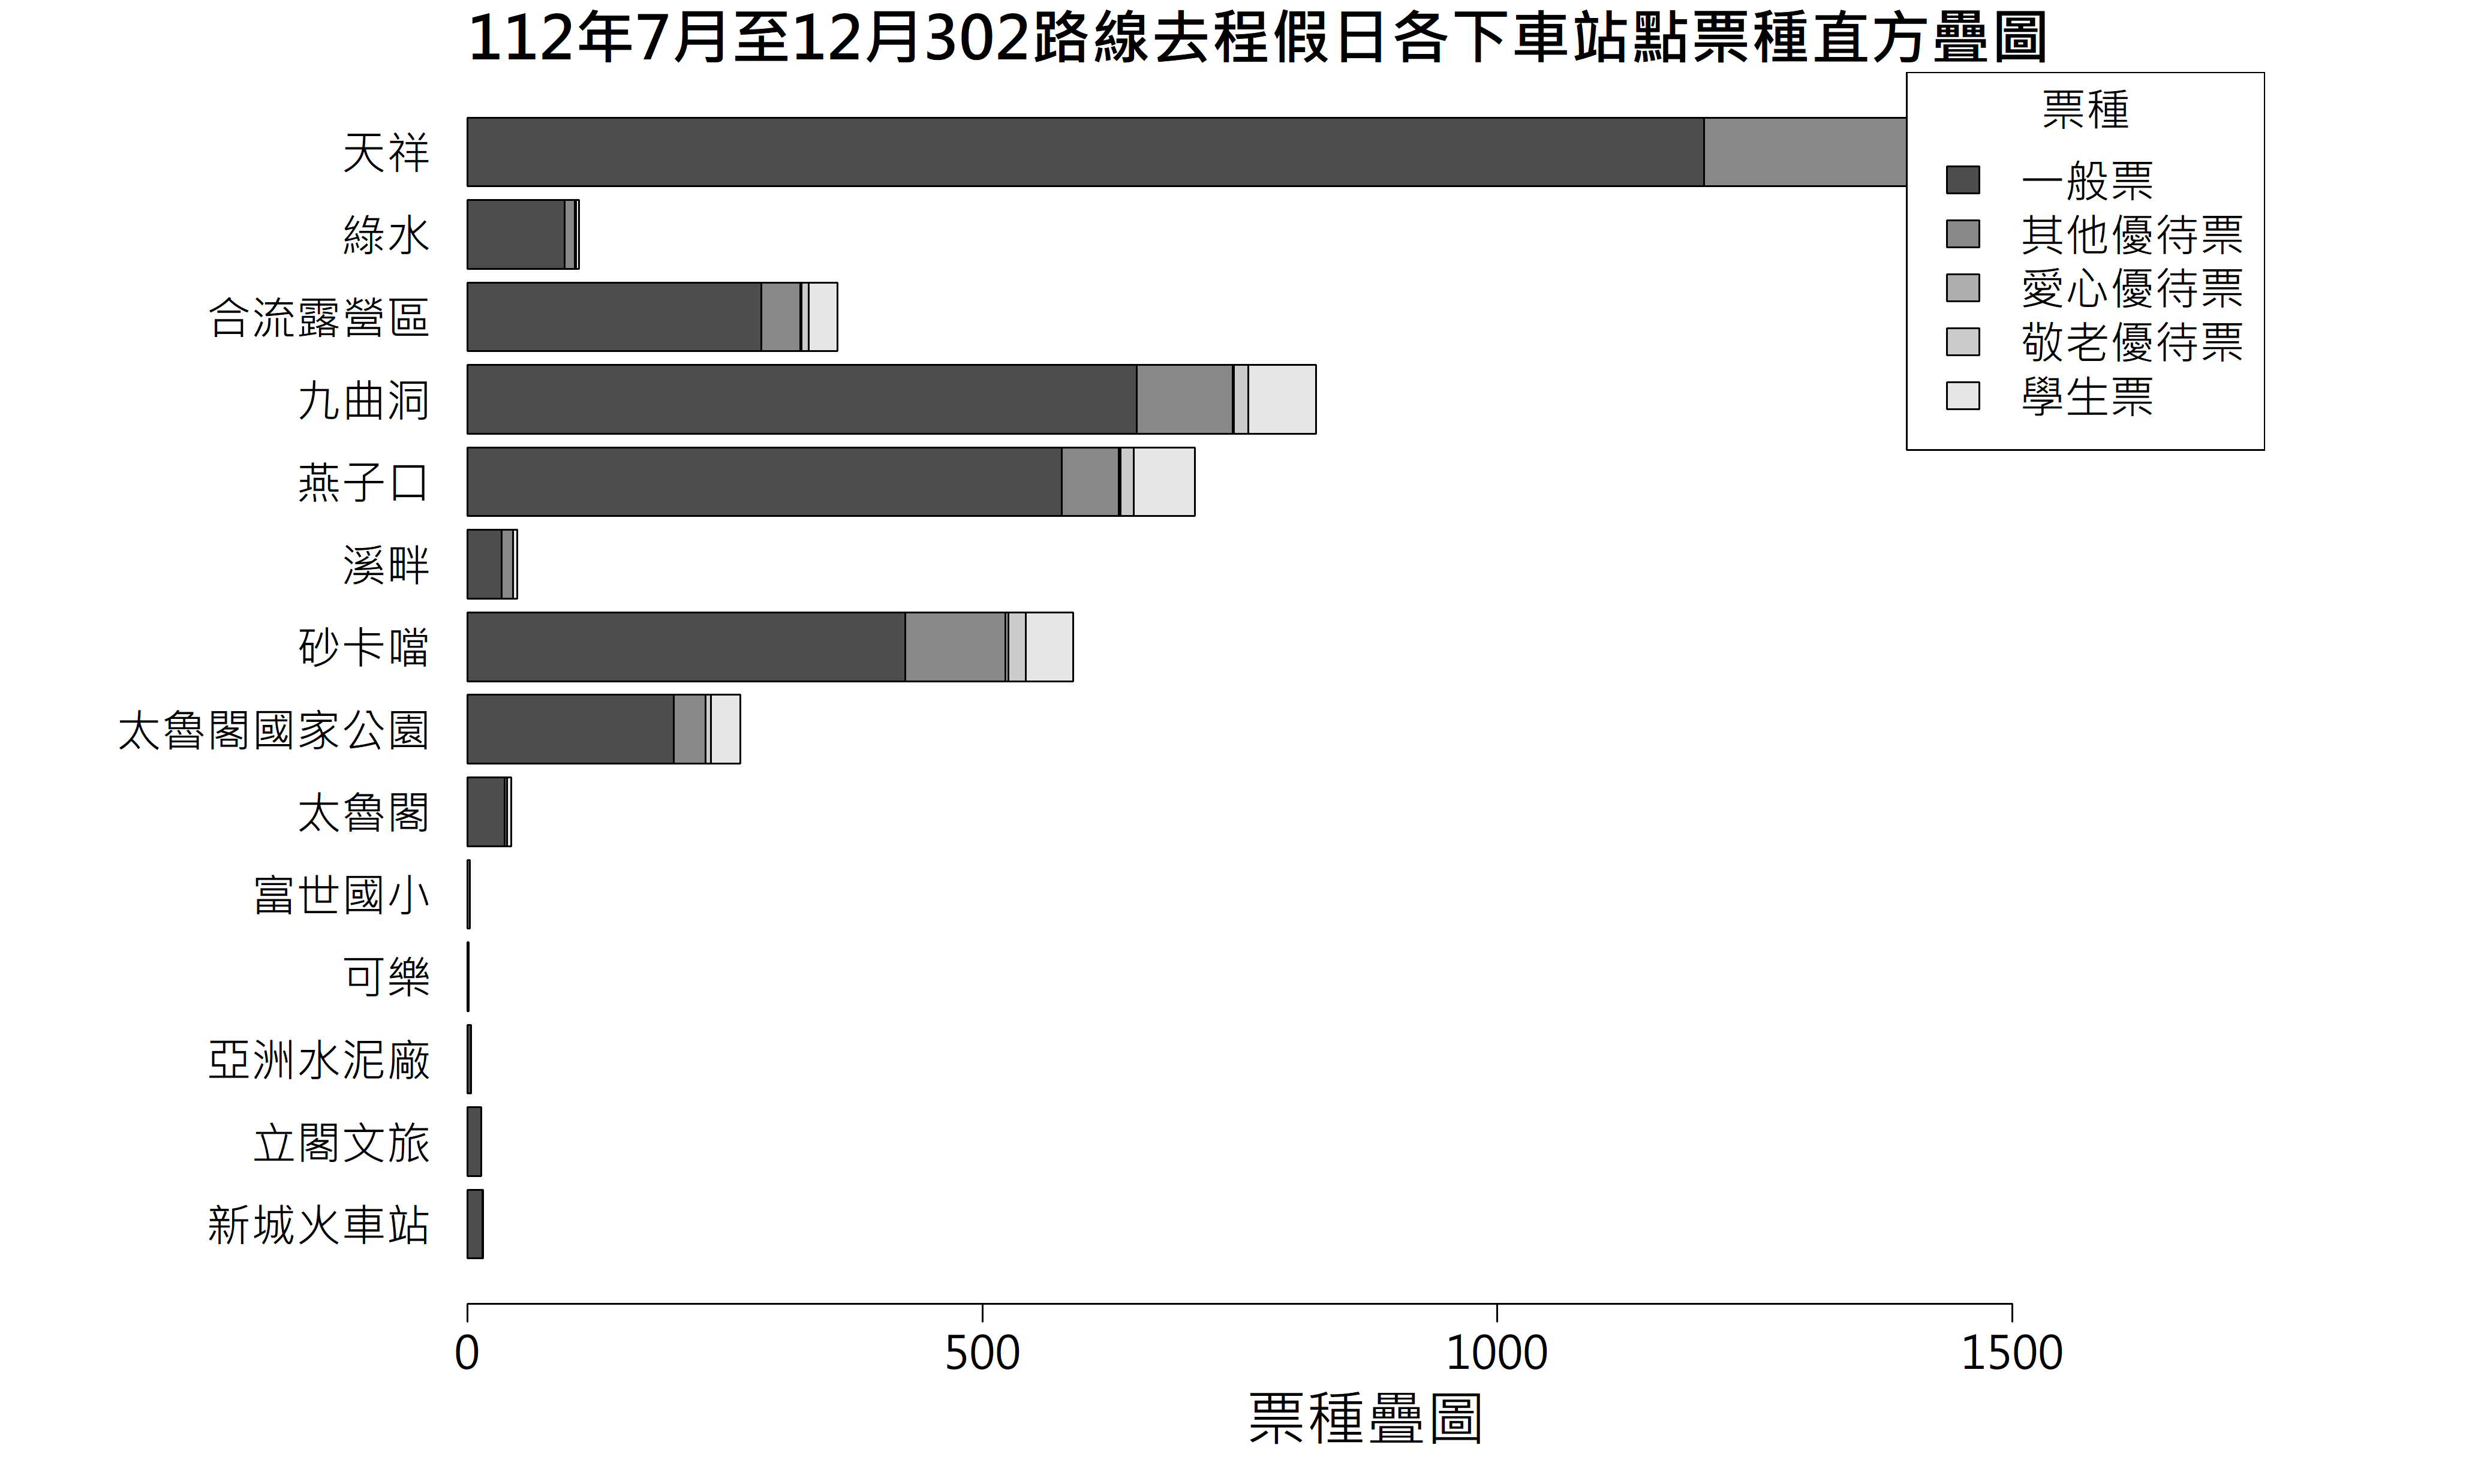 112年7月至12月302路線去程假日各下車站點票種直方疊圖
票種
一般票
其他優待票
愛心優待票
敬老優待票
學生票
天祥
綠水
合流露營區
九曲洞
燕子口
溪畔
砂卡噹
太魯閣國家公園
太魯閣
富世國小
可樂
亞洲水泥廠
立閣文旅
新城火車站
0 500 1000 1500
票種疊圖